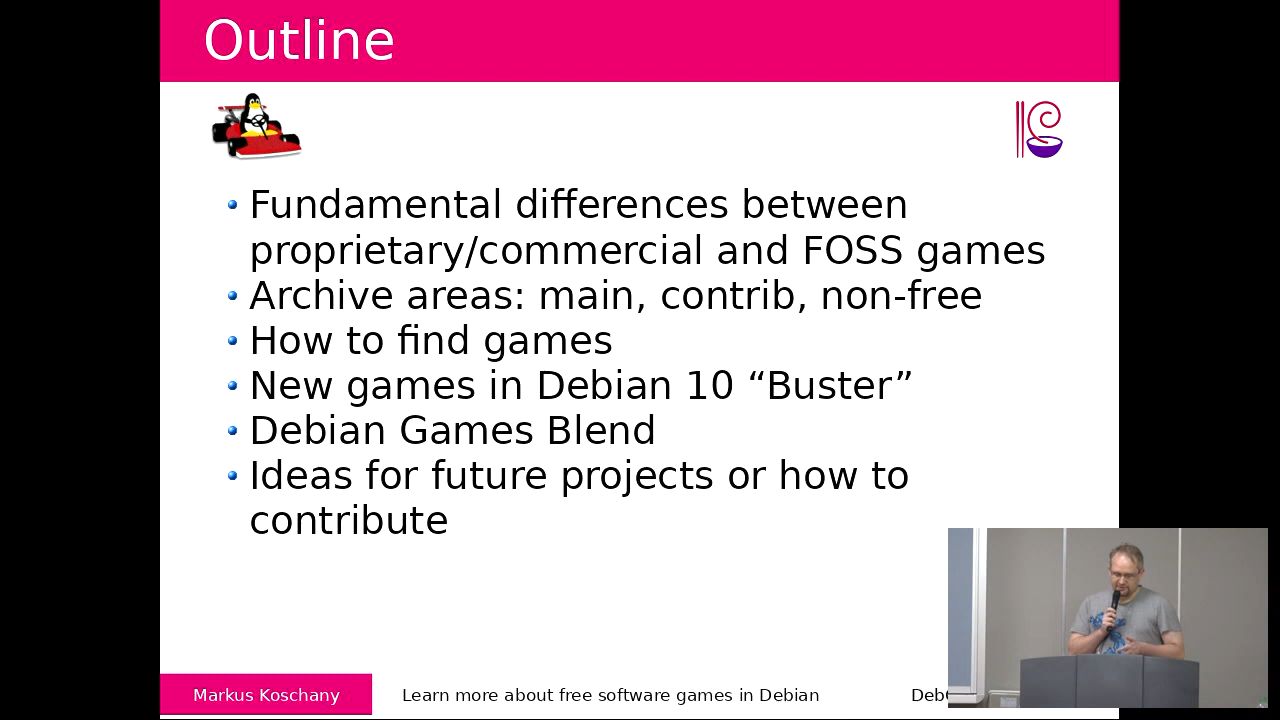 Outline
Fundamental differences between
proprietary/commercial and FOSS games
Archive areas: main, contrib, non-free
How to find games
New games in Debian 10 “Buster”
Debian Games Blend
Ideas for future projects or how to
contribute
Markus Koschany
Learn more about free software games in Debian